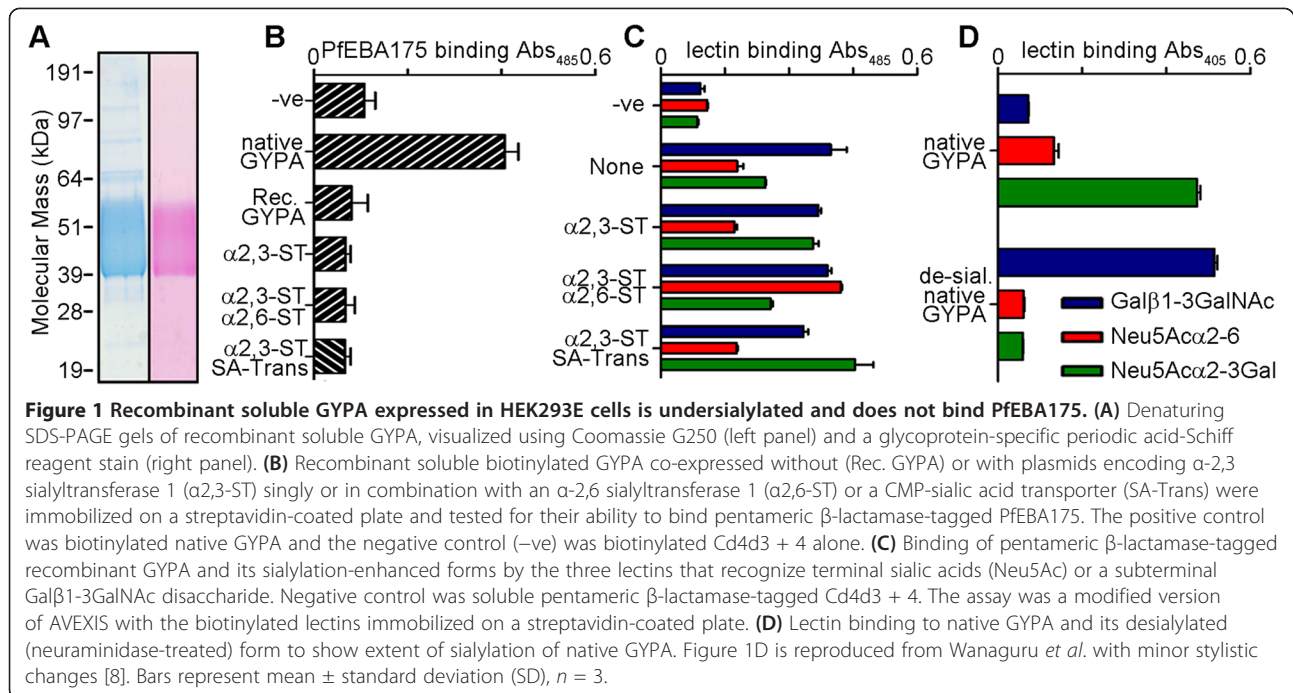 A
Molecular Mass (kDa)
191
97
64
51
39
28
19
B
0 PfEBA175 binding Abs485 0.6
-ve
native
GYPA
Rec.
GYPA
α2,3-ST
α2,3-ST
α2,6-ST
α2,3-ST
SA-Trans
C
0 lectin binding Abs485 0.6
-ve
None
α2,3-ST
α2,3-ST
α2,6-ST
α2,3-ST
SA-Trans
D
0 lectin binding Abs405 0.6
native
GYPA
de-sial.
native
GYPA
Galβ1-3GalNAc
Neu5Acα2-6
Neu5Acα2-3Gal
Figure 1 Recombinant soluble GYPA expressed in HEK293E cells is undersialylated and does not bind PfEBA175. (A) Denaturing
SDS-PAGE gels of recombinant soluble GYPA, visualized using Coomassie G250 (left panel) and a glycoprotein-specific periodic acid-Schiff
reagent stain (right panel). (B) Recombinant soluble biotinylated GYPA co-expressed without (Rec. GYPA) or with plasmids encoding α-2,3
sialyltransferase 1 (α2,3-ST) singly or in combination with an α-2,6 sialyltransferase 1 (α2,6-ST) or a CMP-sialic acid transporter (SA-Trans) were
immobilized on a streptavidin-coated plate and tested for their ability to bind pentameric β-lactamase-tagged PfEBA175. The positive control
was biotinylated native GYPA and the negative control (−ve) was biotinylated Cd4d3 + 4 alone. (C) Binding of pentameric β-lactamase-tagged
recombinant GYPA and its sialylation-enhanced forms by the three lectins that recognize terminal sialic acids (Neu5Ac) or a subterminal
Galβ1-3GalNAc disaccharide. Negative control was soluble pentameric β-lactamase-tagged Cd4d3 + 4. The assay was a modified version
of AVEXIS with the biotinylated lectins immobilized on a streptavidin-coated plate. (D) Lectin binding to native GYPA and its desialylated
(neuraminidase-treated) form to show extent of sialylation of native GYPA. Figure 1D is reproduced from Wanaguru et al. with minor stylistic
changes [8]. Bars represent mean ± standard deviation (SD), n = 3.